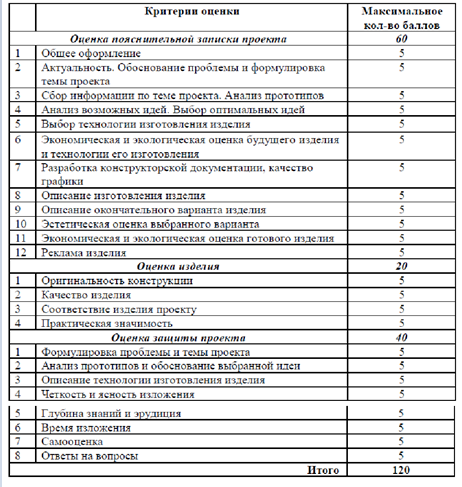 Критерии оценки Максимальное
кол-во баллов
Оценка пояснительной записки проекта 60
1 Общее оформление 5
2 Актуальность. Обоснование проблемы и формулировка 5
темы проекта
3 Сбор информации по теме проекта. Анализ прототипов 5
4 Анализ возможных идей. Выбор оптимальных идей 5
5 Выбор технологии изготовления изделия 5
6 Экономическая и экологическая оценка будущего изделия 5
и технологии его изготовления
7 Разработка конструкторской документации, качество 5
графики
8 Описание изготовления изделия 5
9 Описание окончательного варианта изделия 5
10 Эстетическая оценка выбранного варианта 5
11 Экономическая и экологическая оценка готового изделия 5
12 Реклама изделия 5
Оценка изделия 20
1 Оригинальность конструкции 5
2 Качество изделия 5
3 Соответствие изделия проекту 5
4 Практическая значимость 5
Оценка защиты проекта 40
1 Формулировка проблемы и темы проекта 5
2 Анализ прототипов и обоснование выбранной идеи 5
3 Описание технологии изготовления изделия 5
4 Четкость и ясность изложения 5
5 Глубина знаний и эрудиция 5
6 Время изложения 5
7 Самооценка 5
8 Ответы на вопросы 5
Итого 120